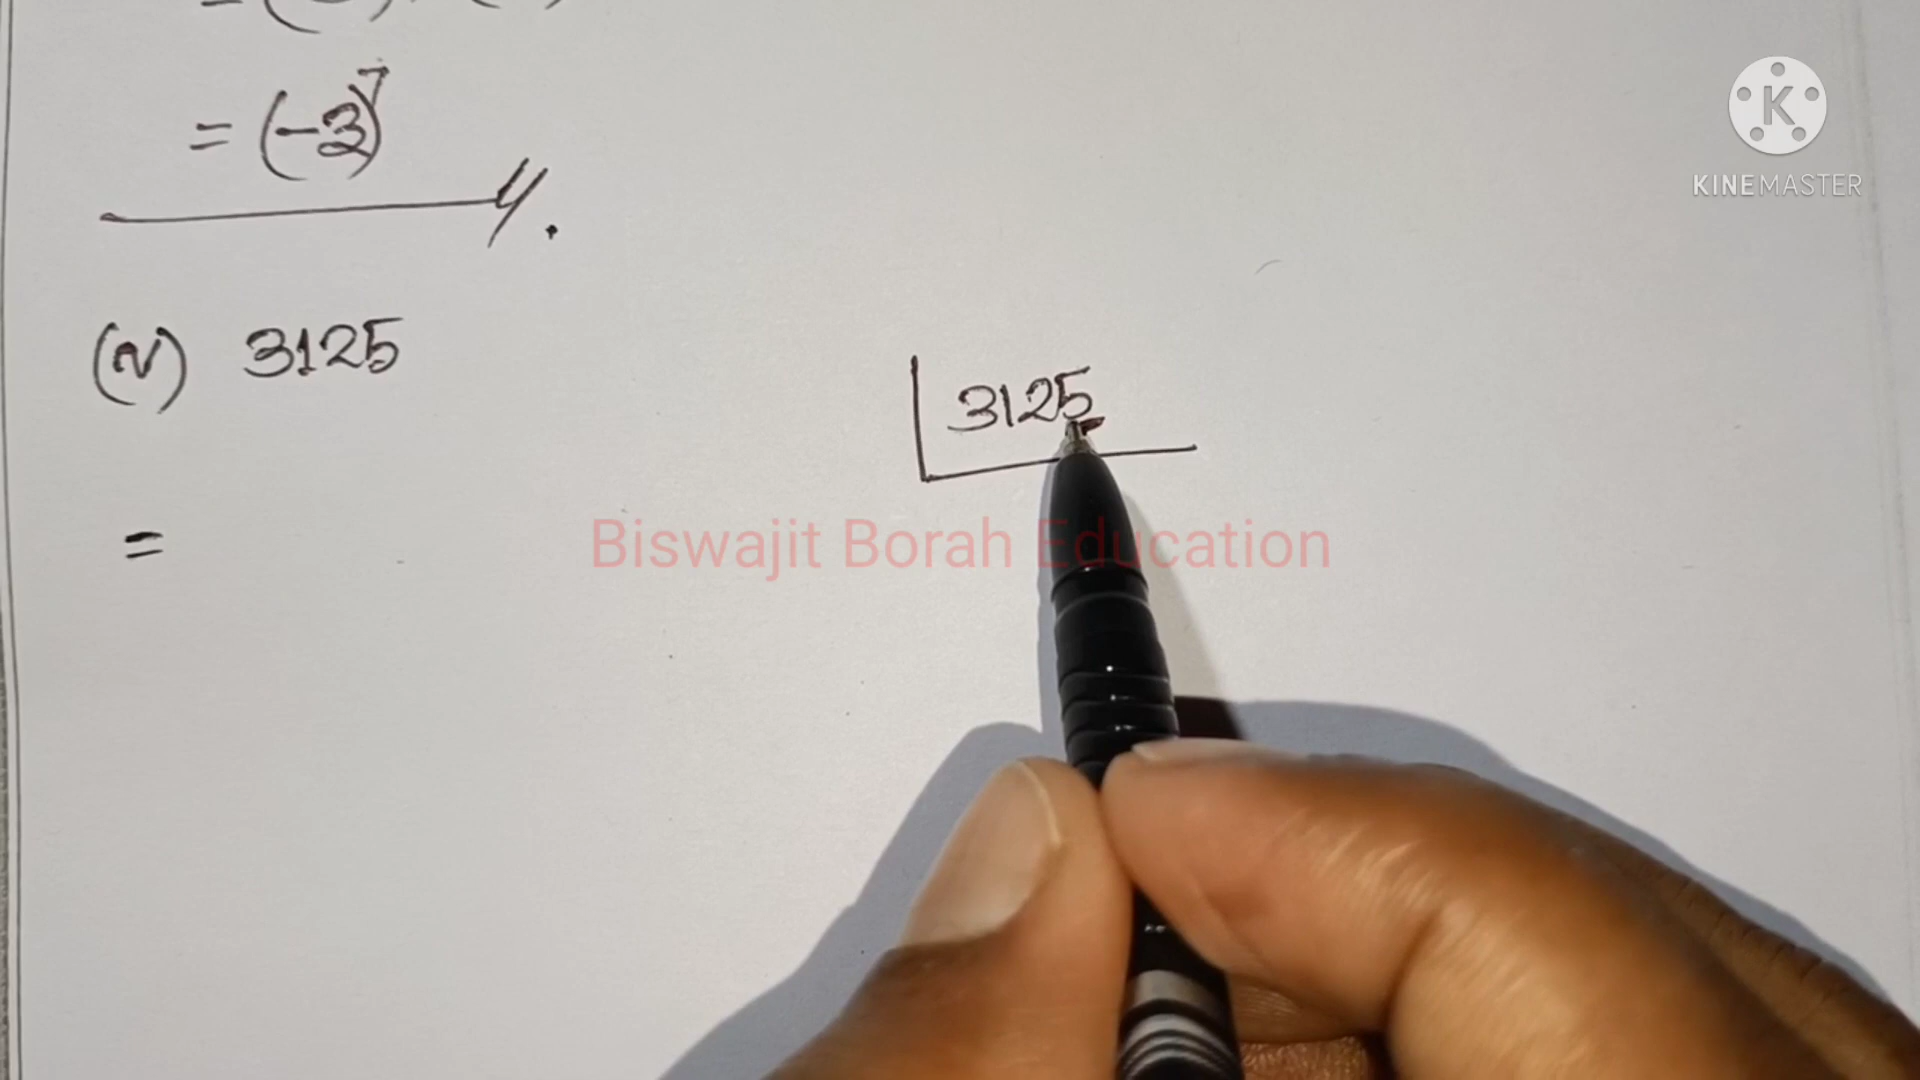 = (-3)^7
(v) 3125
3125
=
KINEMASTER
Biswajit Borah Education